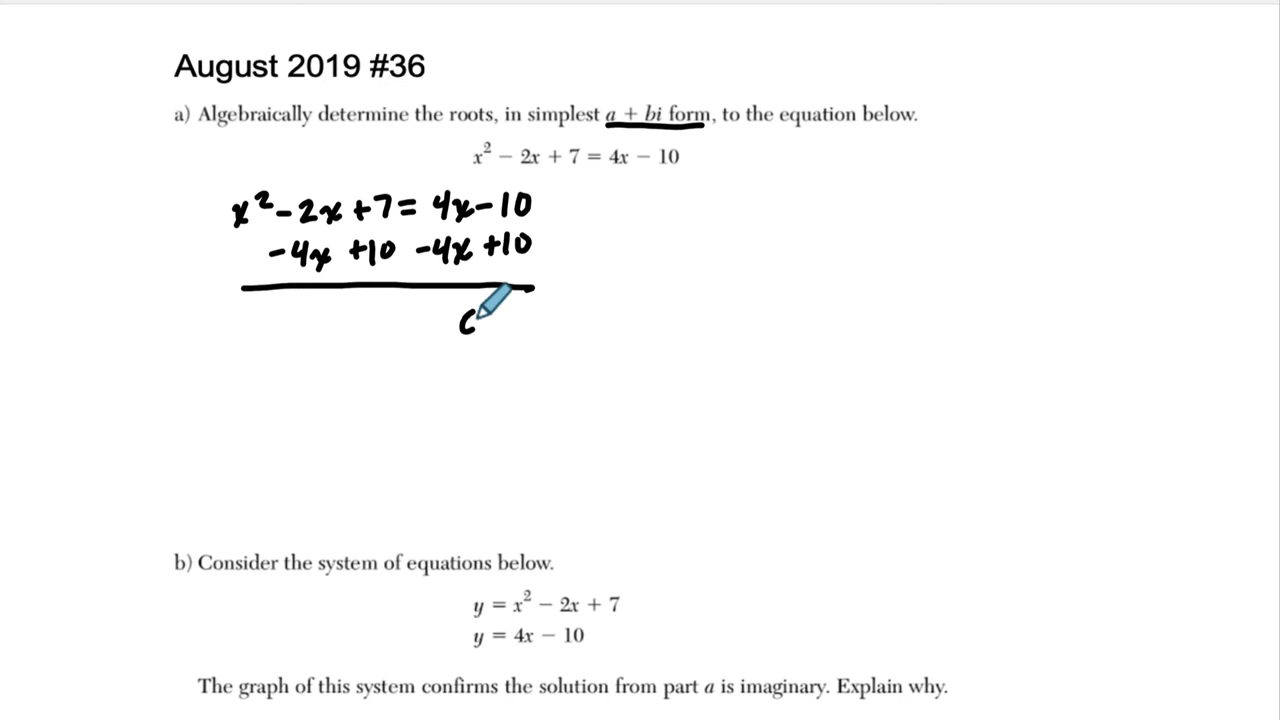 August 2019 #36
a) Algebraically determine the roots, in simplest a + bi form, to the equation below.
x² − 2x + 7 = 4x − 10
x²-2x+7= 4x-10
-4x +10 -4x +10
b) Consider the system of equations below.
y = x² − 2x + 7
y = 4x − 10
The graph of this system confirms the solution from part a is imaginary. Explain why.